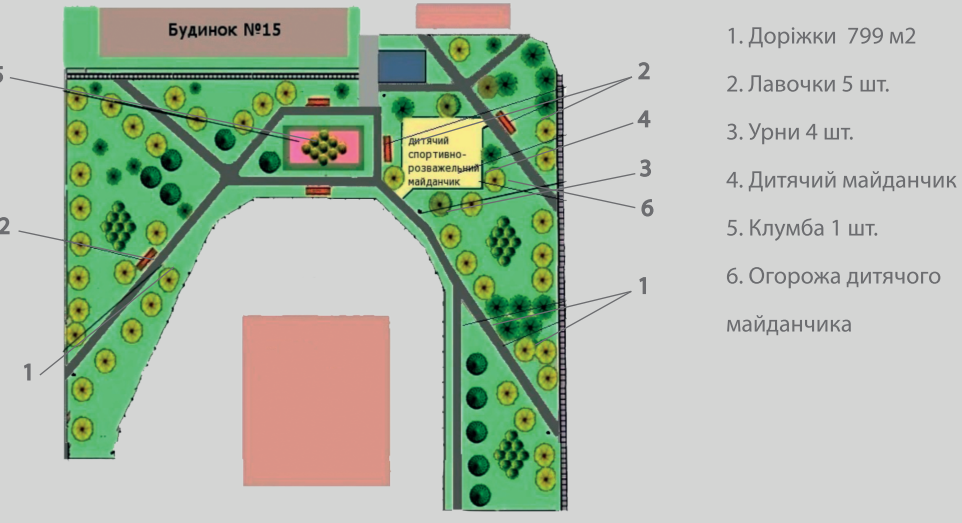 Будинок №15
5
2
дитячий
спортивно-
розважельний
майданчик
4
3
6
2
1
1
1. Доріжки 799 м2
2. Лавочки 5 шт.
3. Урни 4 шт.
4. Дитячий майданчик
5. Клумба 1 шт.
6. Огорожа дитячого
майданчика